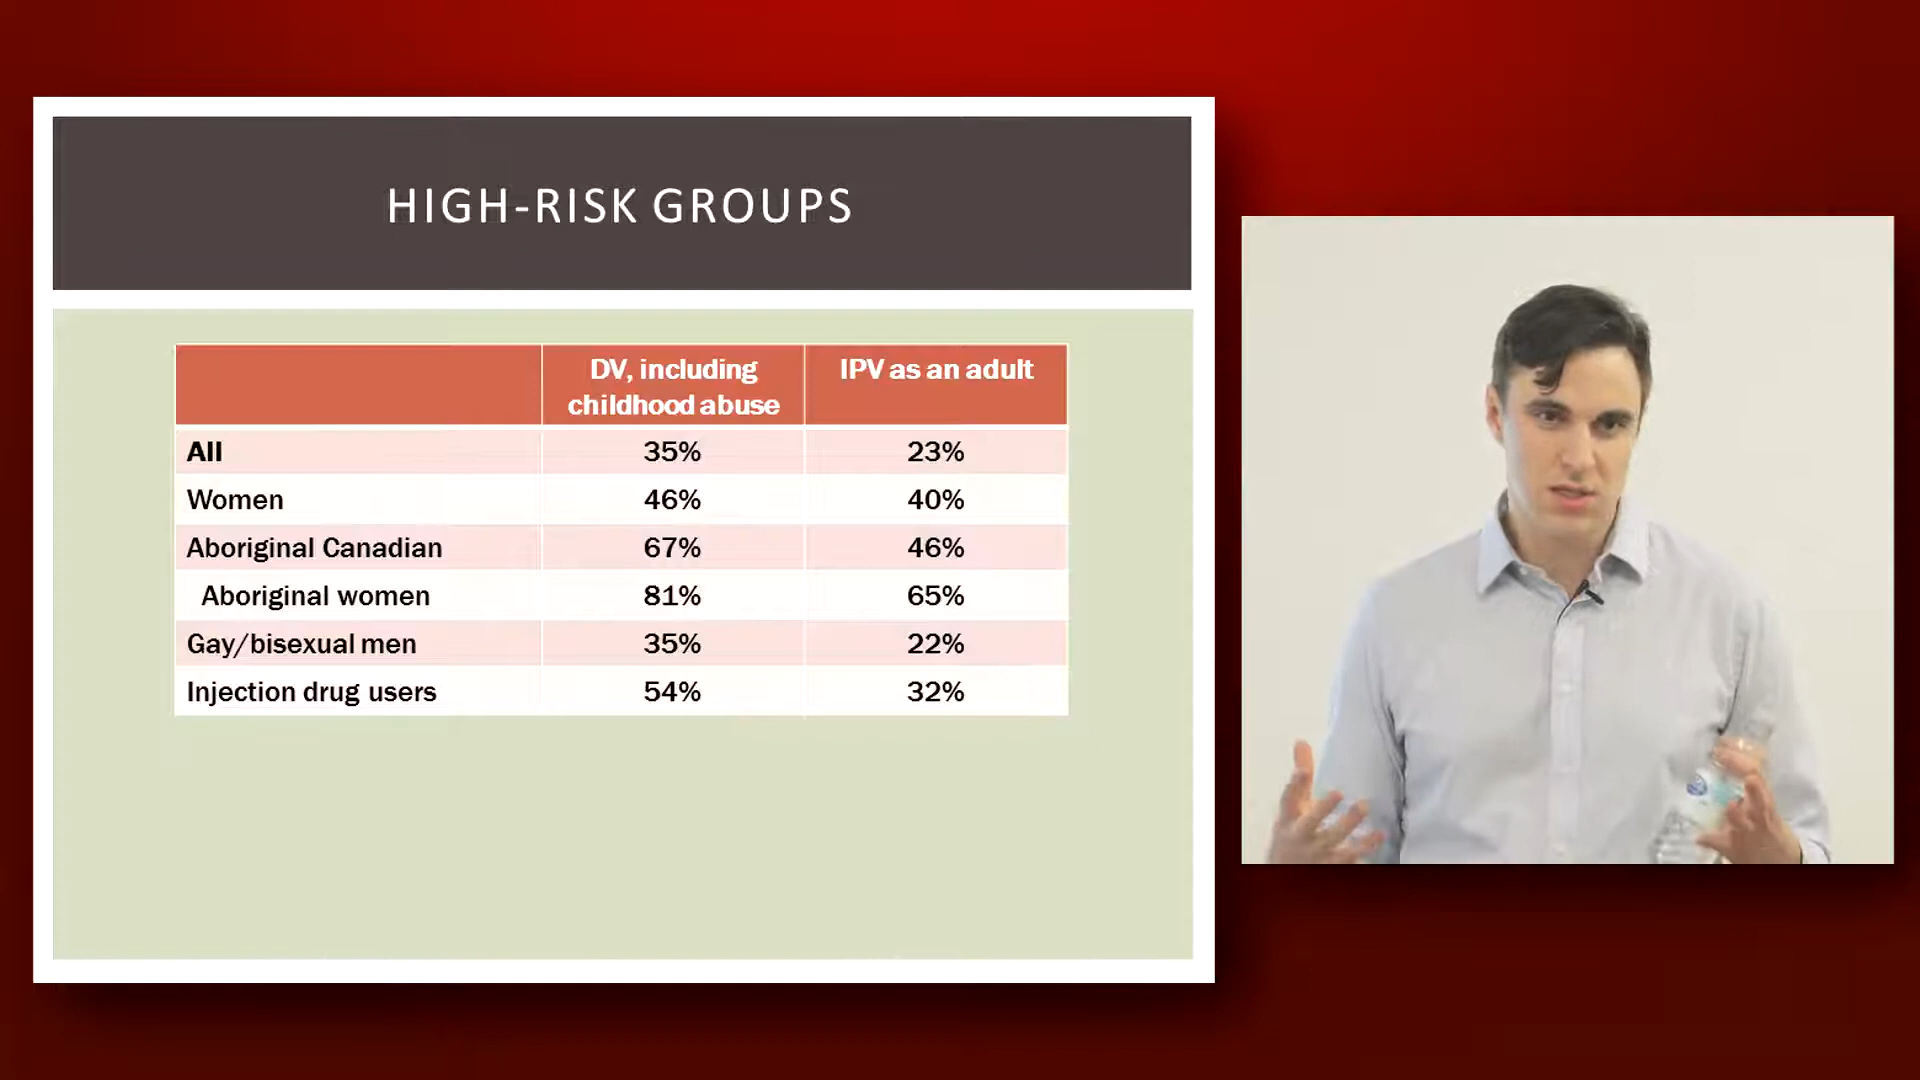 HIGH-RISK GROUPS
DV, including
childhood abuse
IPV as an adult
All 35% 23%
Women 46% 40%
Aboriginal Canadian 67% 46%
Aboriginal women 81% 65%
Gay/bisexual men 35% 22%
Injection drug users 54% 32%